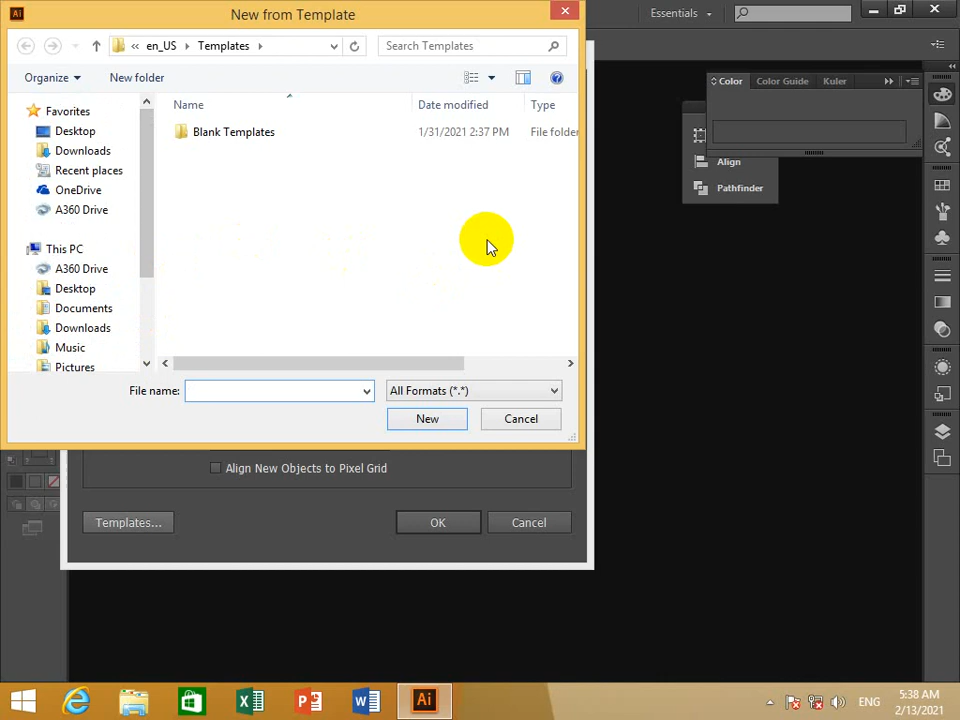 Ai
New from Template
Essentials
en_US
Templates
Search Templates
Organize
New folder
Favorites
Desktop
Downloads
Recent places
OneDrive
A360 Drive
This PC
A360 Drive
Desktop
Documents
Downloads
Music
Pictures
Name
Date modified
Type
Blank Templates
1/31/2021 2:37 PM
File folder
File name:
All Formats (*.*)
New
Cancel
Color
Color Guide
Kuler
Align
Pathfinder
Align New Objects to Pixel Grid
Templates...
OK
Cancel
Ai
ENG
5:38 AM
2/13/2021